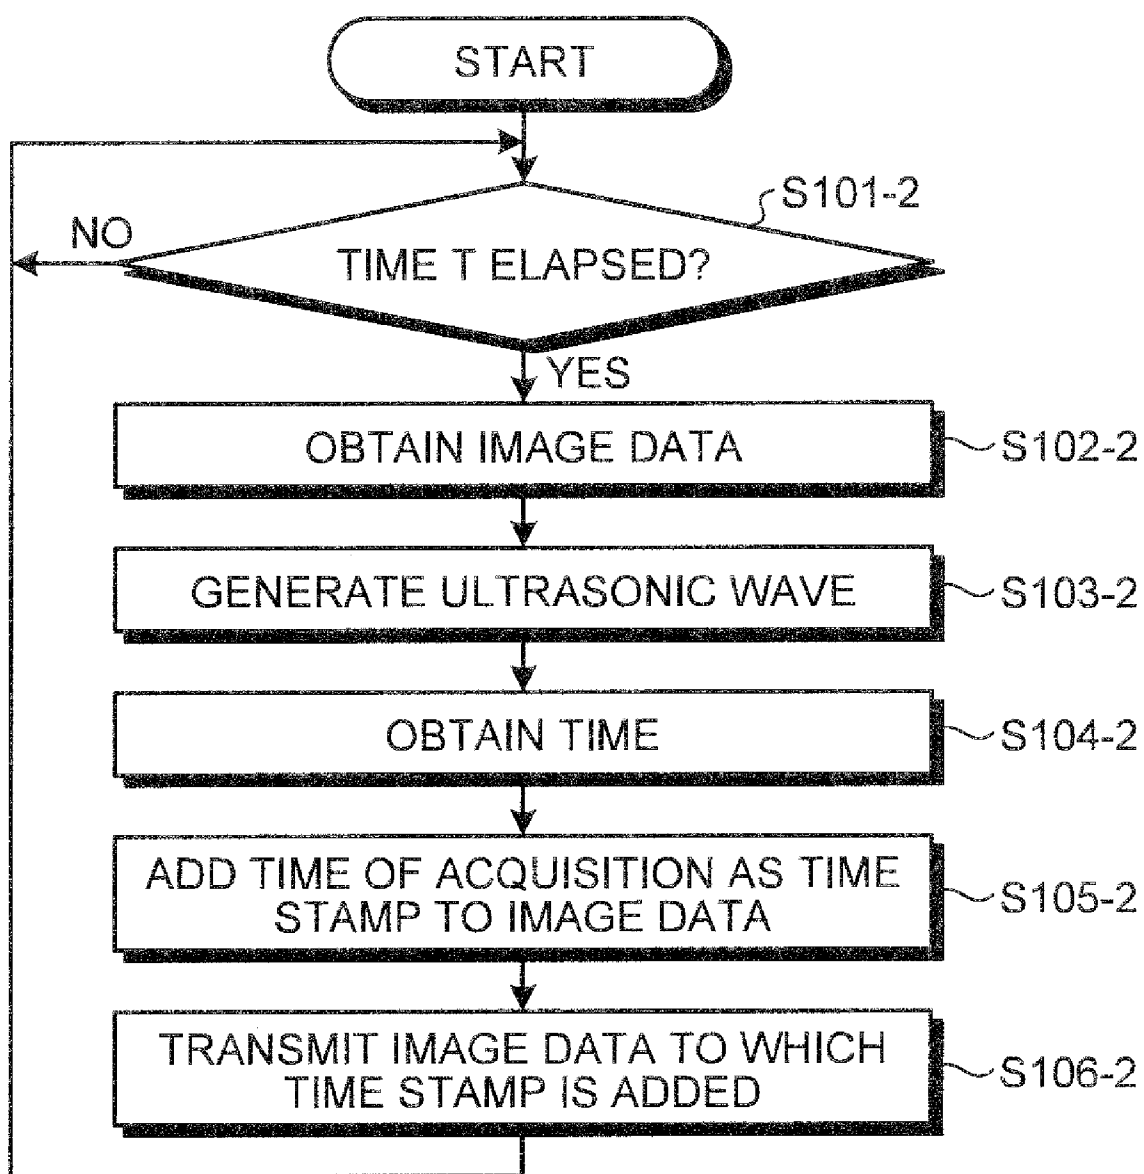 START
S101-2
NO
TIME T ELAPSED?
YES
OBTAIN IMAGE DATA
S102-2
GENERATE ULTRASONIC WAVE
S103-2
OBTAIN TIME
S104-2
ADD TIME OF ACQUISITION AS TIME
STAMP TO IMAGE DATA
S105-2
TRANSMIT IMAGE DATA TO WHICH
TIME STAMP IS ADDED
S106-2